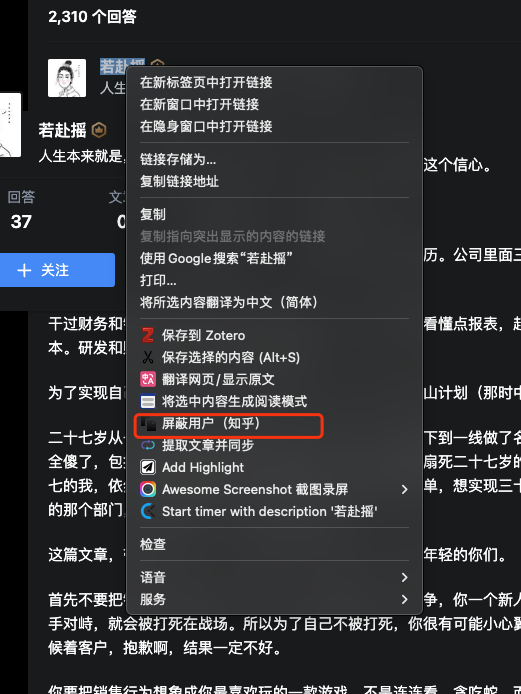 2,310 个回答
若赴摇
人生
若赴摇
人生本来就是，
回答
37
关注
在新标签页中打开链接
在新窗口中打开链接
在隐身窗口中打开链接
链接存储为...
复制链接地址
复制
复制指向突出显示的内容的链接
使用 Google 搜索“若赴摇”
打印...
将所选内容翻译为中文（简体）
保存到 Zotero
保存选择的内容 (Alt+S)
翻译网页/显示原文
将选中内容生成阅读模式
屏蔽用户（知乎）
提取文章并同步
Add Highlight
Awesome Screenshot 截图录屏
Start timer with description '若赴摇'
检查
语音
服务
这个信心。
历。公司里面三
干过财务和
看懂点报表，起
本。研发和
为了实现自
山计划（那时中
二十七岁从
下到一线做了名
全傻了，包
扇死二十七岁的
七的我，依
单，想实现三十
的那个部门
这篇文章，
年轻的你们。
首先不要把
争，你一个新人
手对峙，就会被打死在战场。所以为了自己不被打死，你很有可能小心翼
候着客户，抱歉啊，结果一定不好。
你要把销售行为想象成你最喜欢玩的一款游戏，不是连连看，贪吃蛇，而